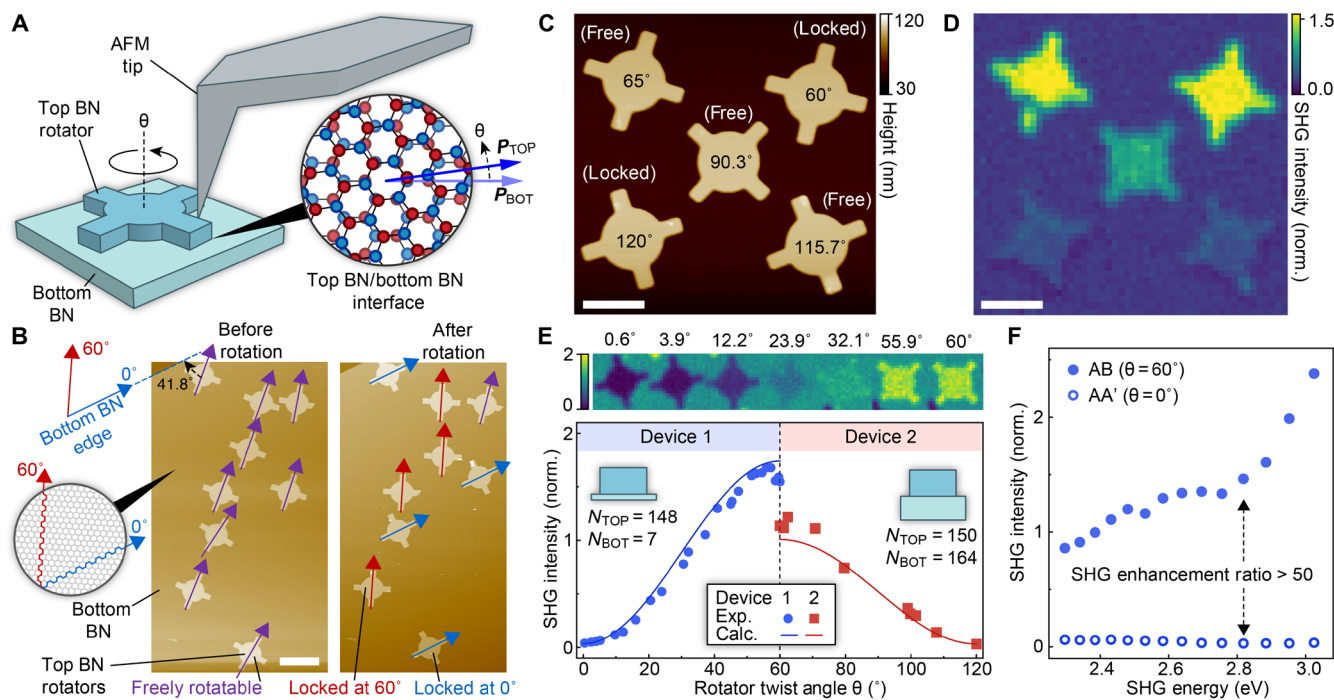 A
AFM
tip
Top BN
rotator
θ
θ
P_TOP
P_BOT
Bottom
BN
Top BN/bottom BN
interface
B
60°
0°
41.8°
Bottom BN
edge
Before
rotation
After
rotation
60°
0°
Bottom
BN
Top BN
rotators
Freely rotatable
Locked at 60°
Locked at 0°
C
(Free)
65°
(Locked)
60°
(Free)
90.3°
(Locked)
120°
(Free)
115.7°
120
30
Height (nm)
D
1.5
0.0
SHG intensity (norm.)
E
0.6° 3.9° 12.2° 23.9° 32.1° 55.9° 60°
2
0
Device 1
Device 2
2
1
0
SHG intensity (norm.)
N_TOP = 148
N_BOT = 7
N_TOP = 150
N_BOT = 164
Device 1 2
Exp.
Calc.
0 20 40 60 80 100 120
Rotator twist angle θ (°)
F
AB (θ = 60°)
AA' (θ = 0°)
2
1
0
SHG intensity (norm.)
SHG enhancement ratio > 50
2.4 2.6 2.8 3.0
SHG energy (eV)